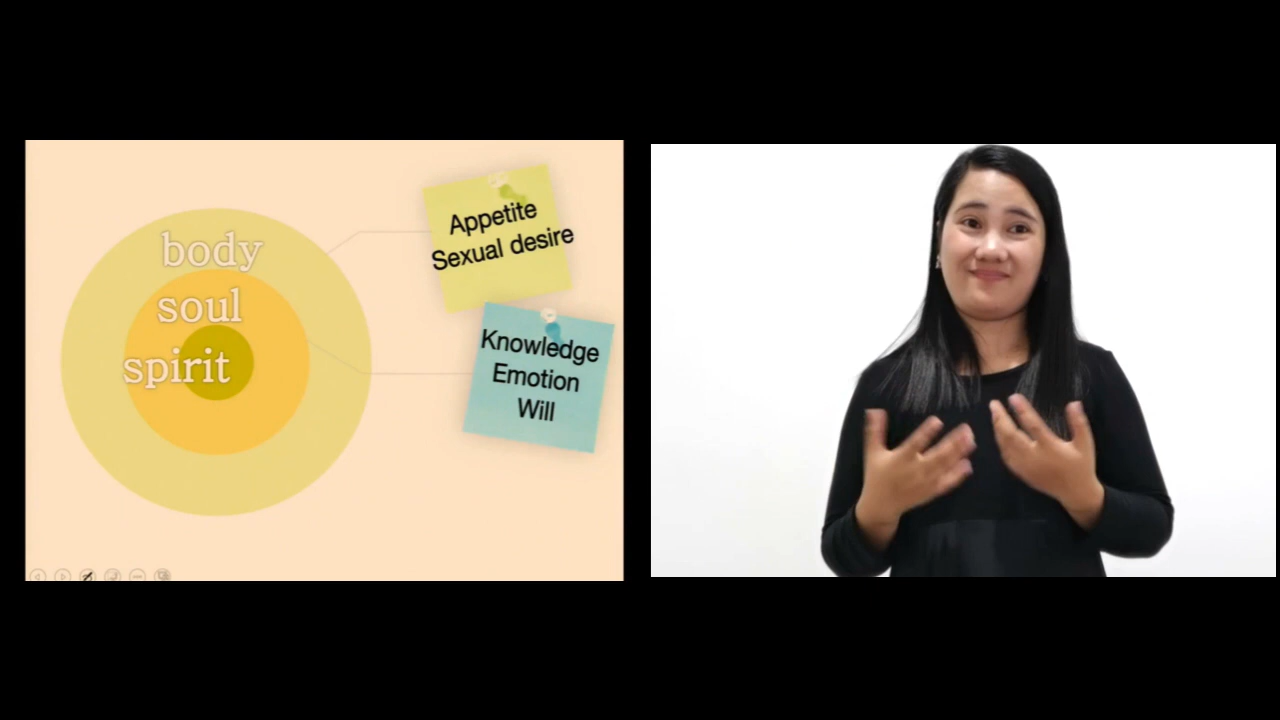 body
soul
spirit
Appetite
Sexual desire
Knowledge
Emotion
Will